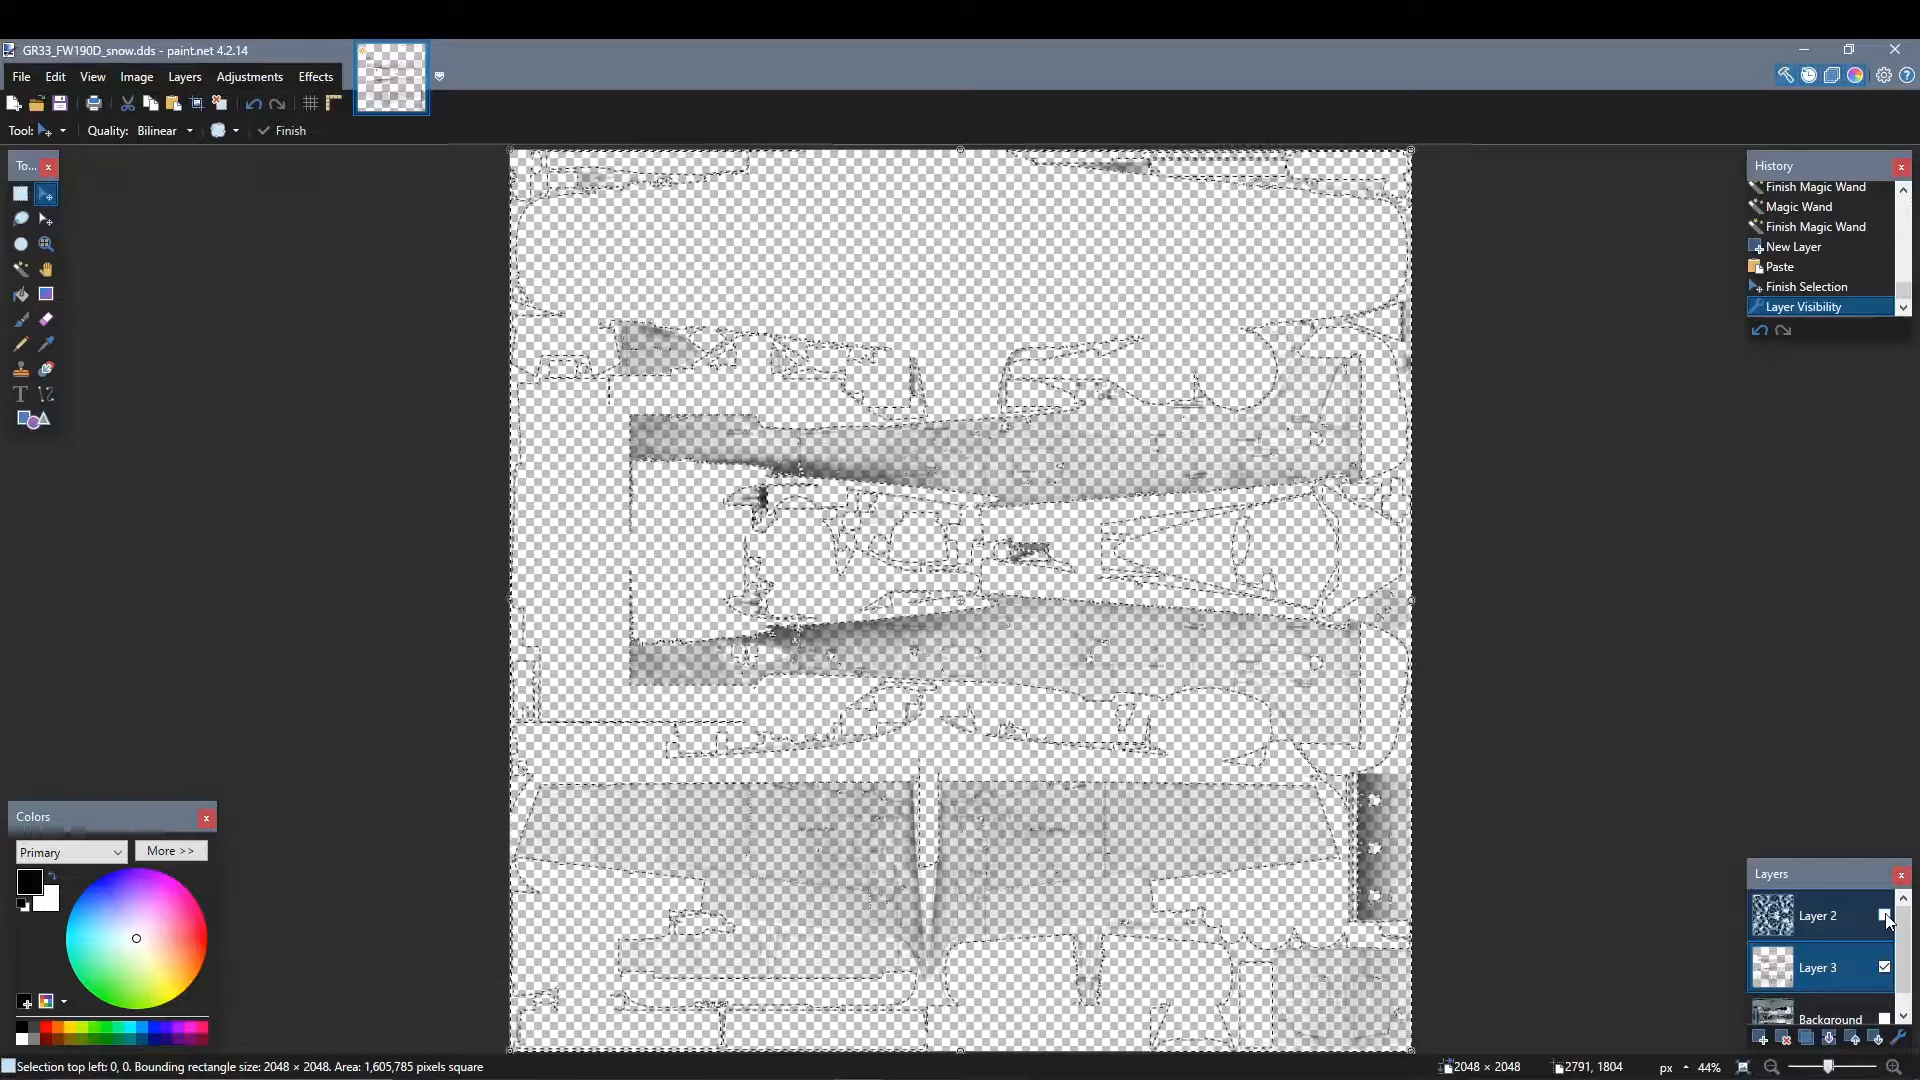 GR33_FW190D_snow.dds - paint.net 4.2.14
File Edit View Image Layers Adjustments Effects
Tool: Quality: Bilinear Finish
To...
History
Finish Magic Wand
Magic Wand
Finish Magic Wand
New Layer
Paste
Finish Selection
Layer Visibility
Colors
Primary
More >>
Layers
Layer 2
Layer 3
Background
Selection top left: 0, 0. Bounding rectangle size: 2048 × 2048. Area: 1,605,785 pixels square
2048 × 2048
2791, 1804
px
44%